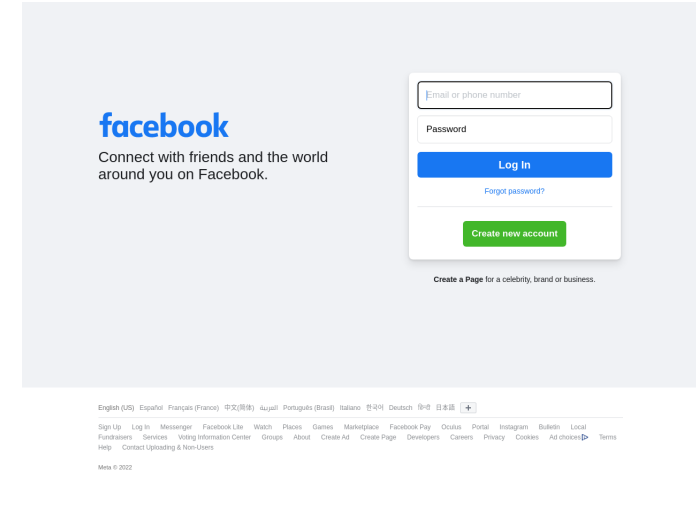 facebook
Connect with friends and the world
around you on Facebook.
Email or phone number
Password
Log In
Forgot password?
Create new account
Create a Page for a celebrity, brand or business.
English (US) Español Français (France) 中文(简体) العربية Português (Brasil) Italiano 한국어 Deutsch हिन्दी 日本語 +
Sign Up Log In Messenger Facebook Lite Watch Places Games Marketplace Facebook Pay Oculus Portal Instagram Bulletin Local
Fundraisers Services Voting Information Center Groups About Create Ad Create Page Developers Careers Privacy Cookies Ad choices Terms
Help Contact Uploading & Non-Users
Meta © 2022